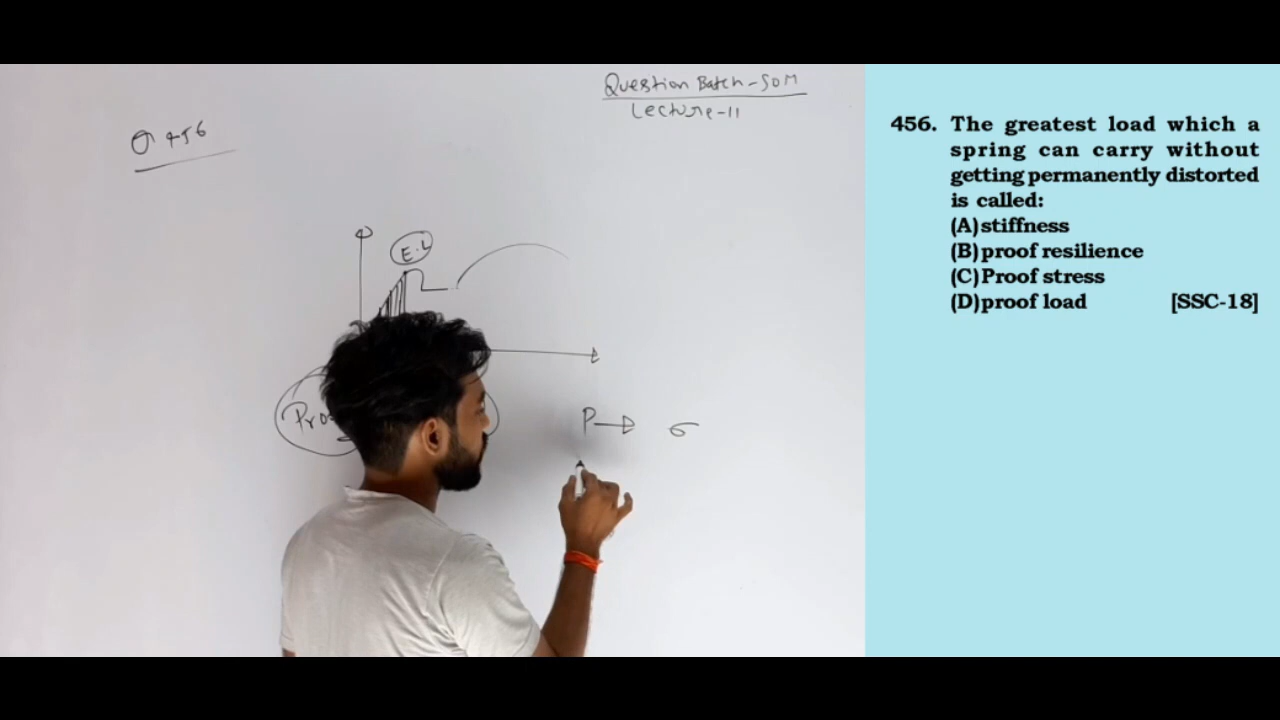 Question Batch-SOM
Lecture-11
Q 456
E.L
P σ
456. The greatest load which a
spring can carry without
getting permanently distorted
is called:
(A)stiffness
(B)proof resilience
(C)Proof stress
(D)proof load [SSC-18]